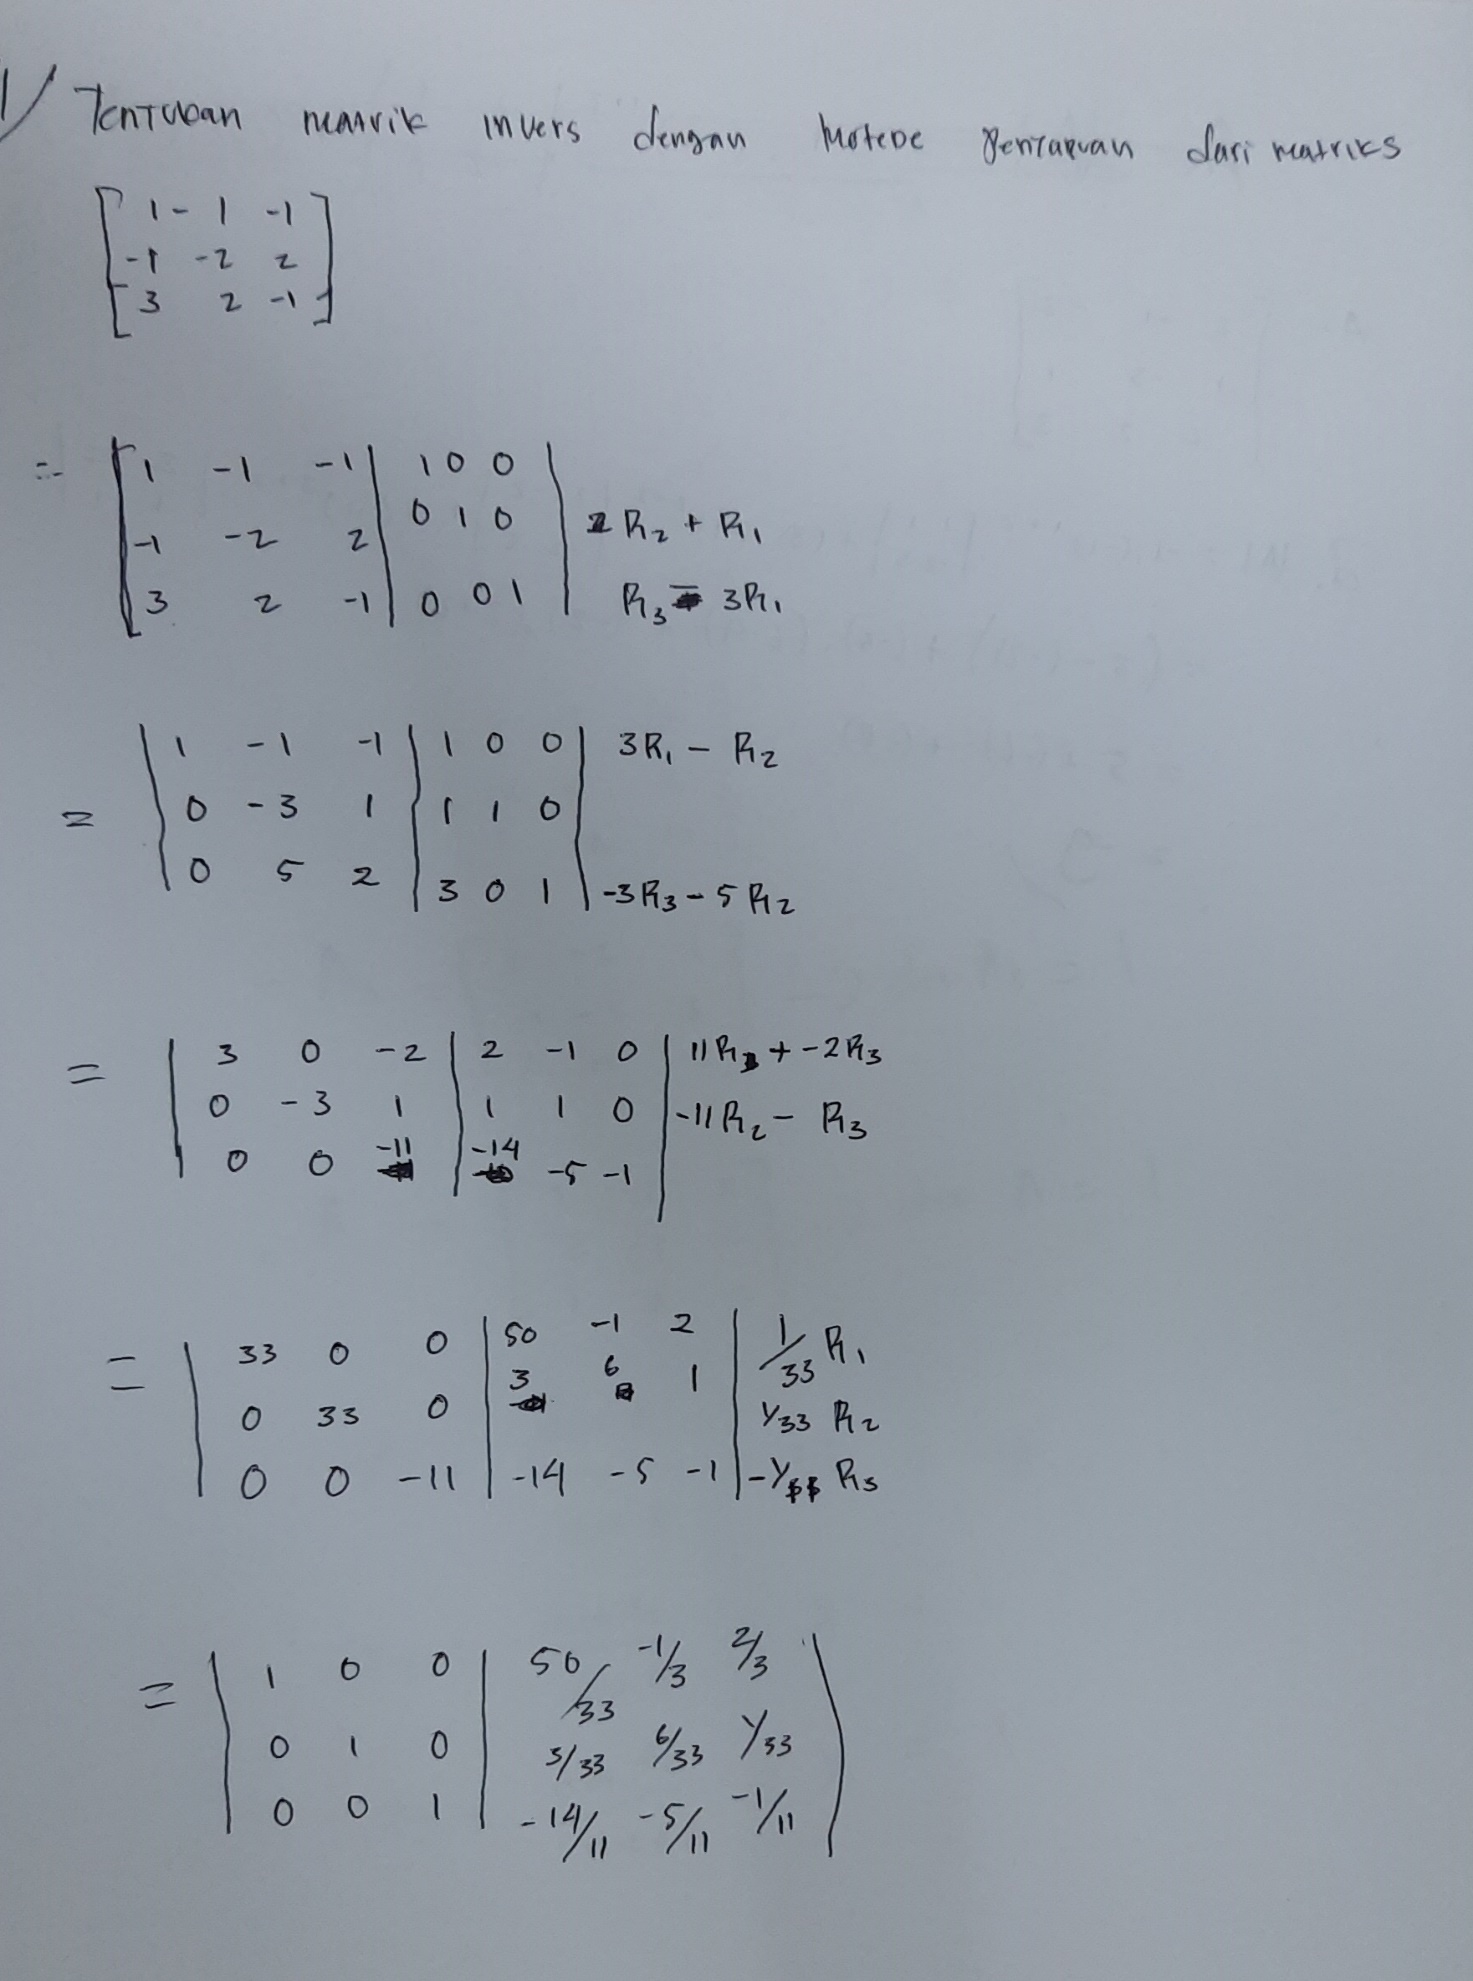 1/ Tentukan matrik invers dengan metode pentaquan dari matriks
[ 1 - 1 -1 ]
[ -1 -2 2 ]
[ 3 2 -1 ]
= [ 1 -1 -1 | 1 0 0 |
-1 -2 2 | 0 1 0 | R2 + R1
3 2 -1 | 0 0 1 | R3 - 3R1
= | 1 -1 -1 | 1 0 0 | 3R1 - R2
0 -3 1 | 1 1 0 |
0 5 2 | 3 0 1 | -3R3 - 5R2
= | 3 0 -2 | 2 -1 0 | 11R1 + -2R3
0 -3 1 | 1 1 0 | -11R2 - R3
0 0 -11 | -14 -5 -1 |
= | 33 0 0 | 50 -1 2 | 1/33 R1
0 33 0 | 3 6 1 | 1/33 R2
0 0 -11 | -14 -5 -1 | R3
= | 1 0 0 | 50/33 -1/3 2/3 |
0 1 0 | 3/33 6/33 1/33
0 0 1 | -14/11 -5/11 -1/11 |